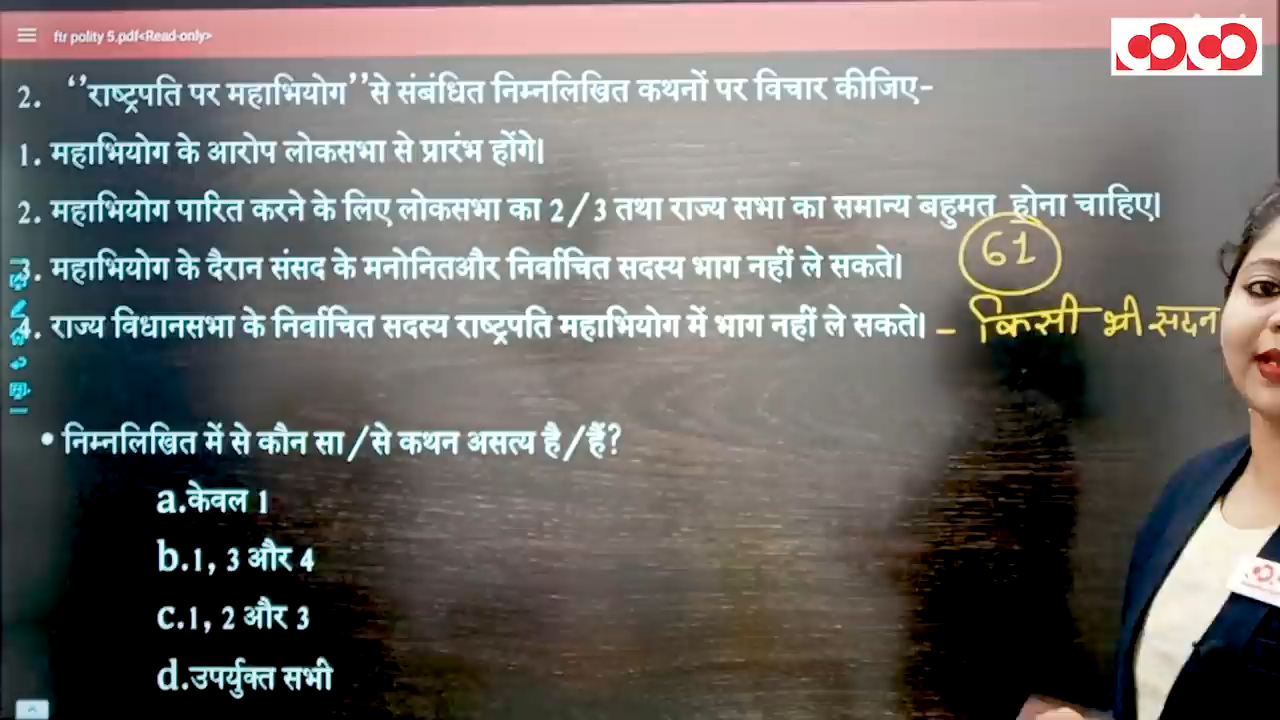 ftr polity 5.pdf<Read-only>
2. ‘’राष्ट्रपति पर महाभियोग’’से संबंधित निम्नलिखित कथनों पर विचार कीजिए-
1. महाभियोग के आरोप लोकसभा से प्रारंभ होंगे।
2. महाभियोग पारित करने के लिए लोकसभा का 2/3 तथा राज्य सभा का समान्य बहुमत होना चाहिए।
61
3. महाभियोग के दैरान संसद के मनोनितऔर निर्वाचित सदस्य भाग नहीं ले सकते।
4. राज्य विधानसभा के निर्वाचित सदस्य राष्ट्रपति महाभियोग में भाग नहीं ले सकते। - किसी भी सदन
• निम्नलिखित में से कौन सा/से कथन असत्य है/हैं?
a.केवल 1
b.1, 3 और 4
c.1, 2 और 3
d.उपर्युक्त सभी